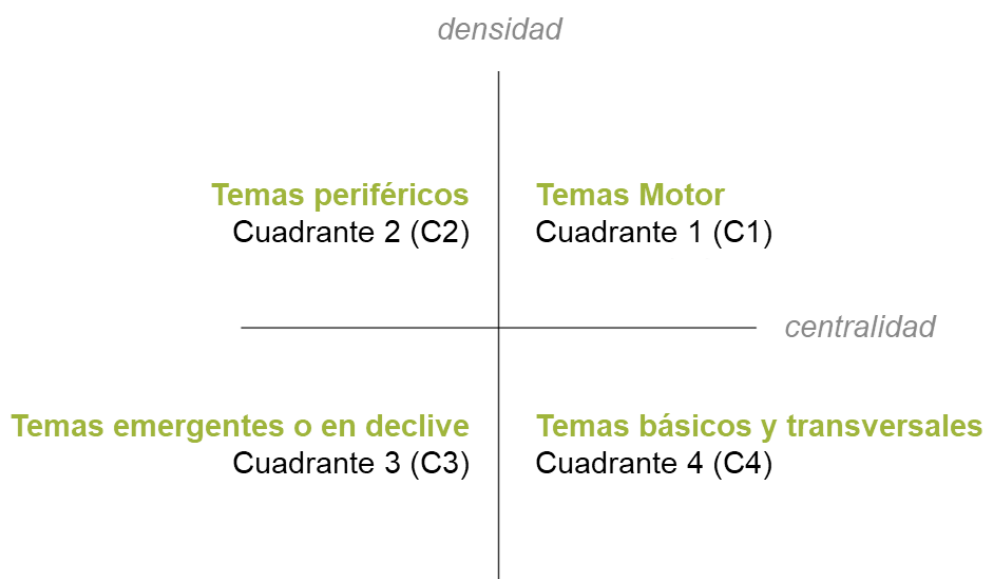 densidad
Temas periféricos
Cuadrante 2 (C2)
Temas Motor
Cuadrante 1 (C1)
centralidad
Temas emergentes o en declive
Cuadrante 3 (C3)
Temas básicos y transversales
Cuadrante 4 (C4)